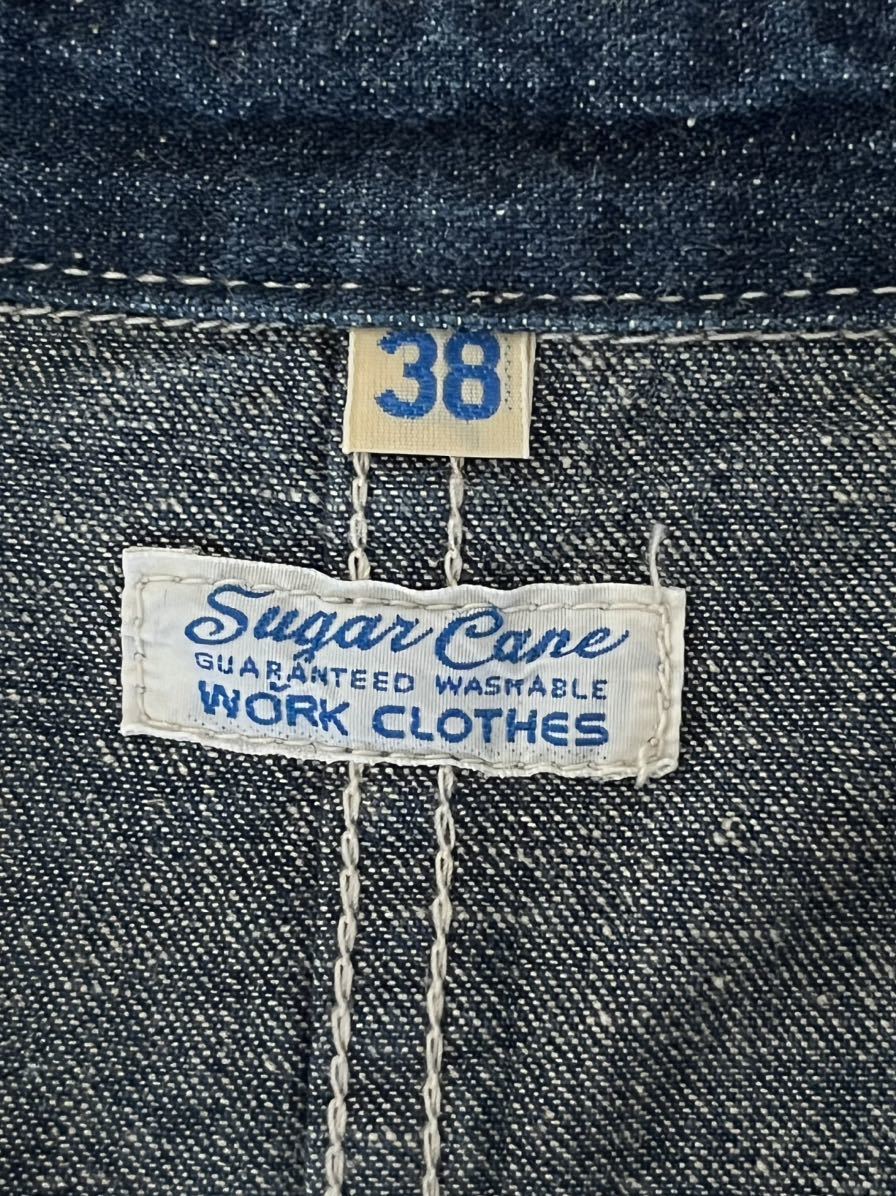 38
Sugar Cane
GUARANTEED WASHABLE
WORK CLOTHES